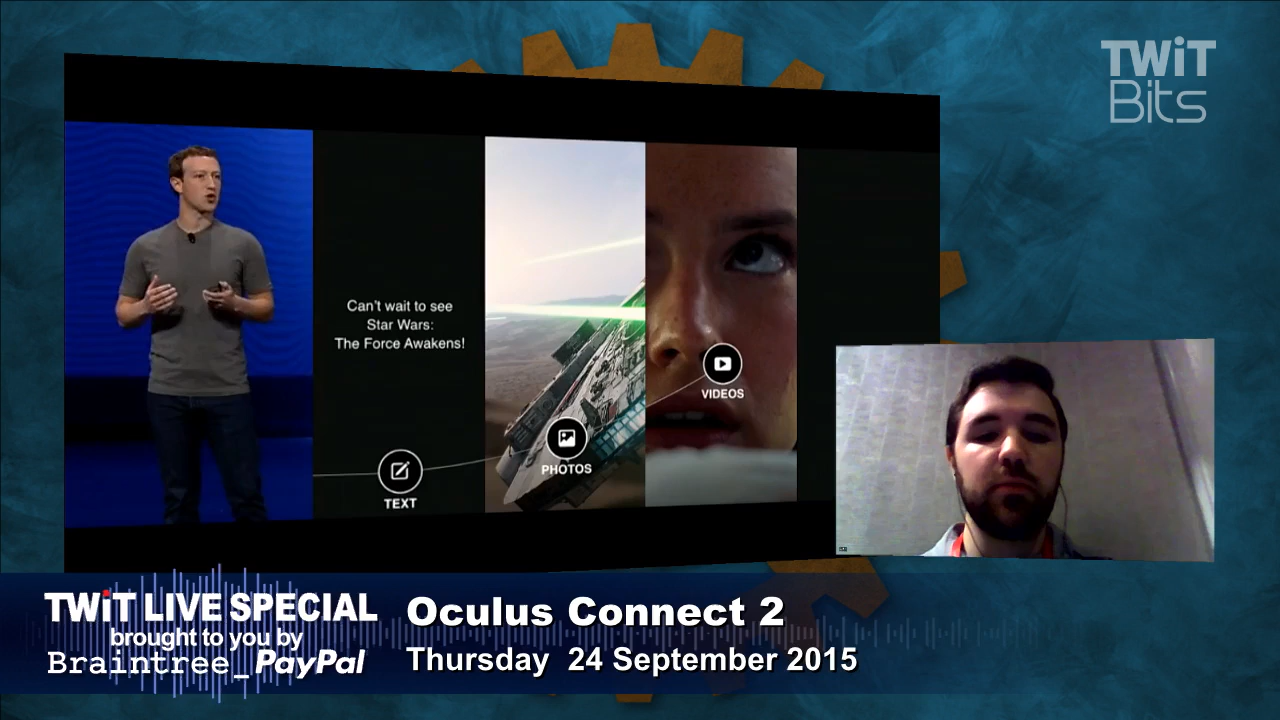 TWiT
Bits
Can't wait to see
Star Wars:
The Force Awakens!
TEXT
PHOTOS
VIDEOS
TWiT LIVE SPECIAL
brought to you by
Braintree_PayPal
Oculus Connect 2
Thursday 24 September 2015